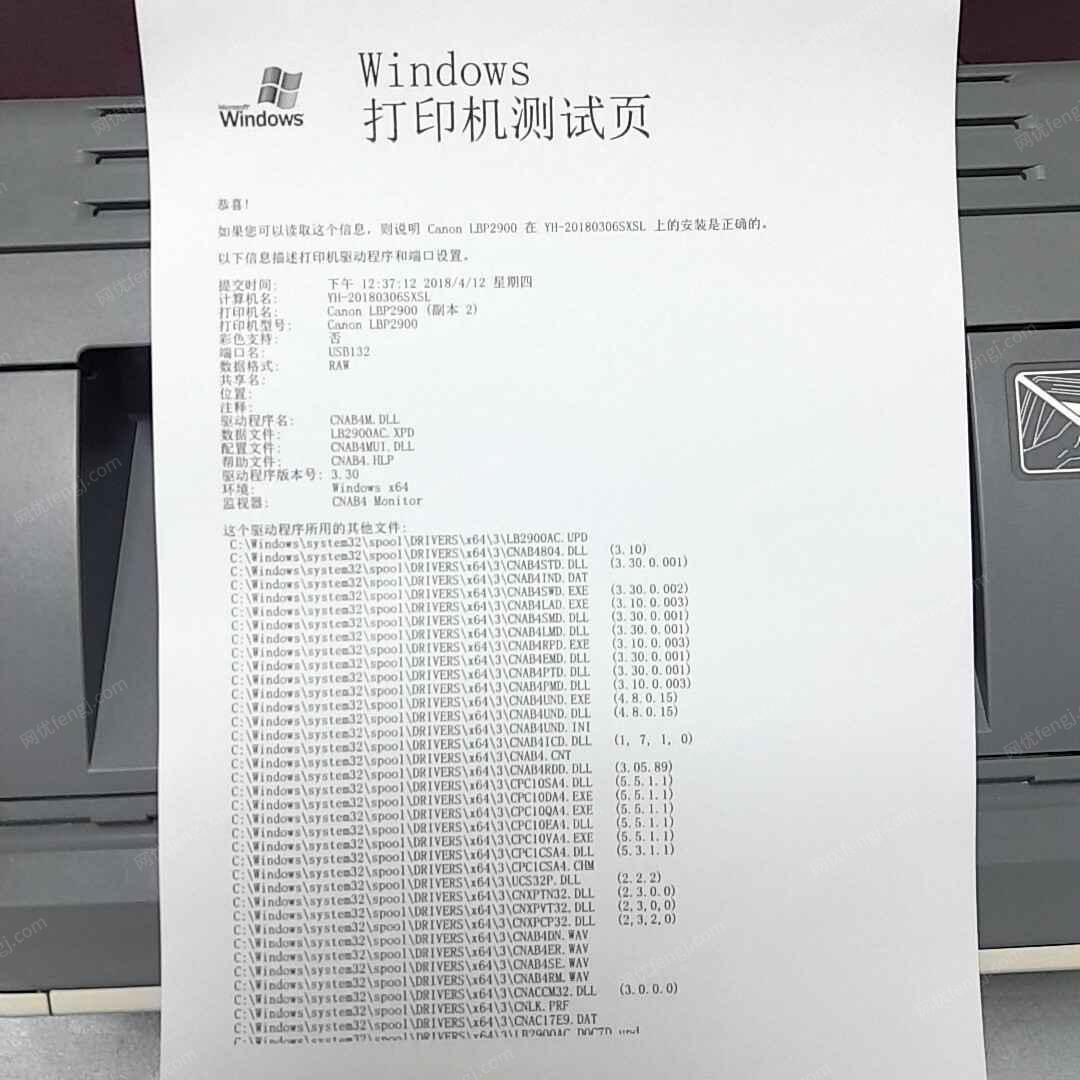 Microsoft
Windows
Windows
打印机测试页
恭喜!
如果您可以读取这个信息，则说明 Canon LBP2900 在 YH-20180306SXSL 上的安装是正确的。
以下信息描述打印机驱动程序和端口设置。
提交时间: 下午 12:37:12 2018/4/12 星期四
计算机名: YH-20180306SXSL
打印机名: Canon LBP2900 (副本 2)
打印机型号: Canon LBP2900
彩色支持: 否
端口名: USB132
数据格式: RAW
共享名:
位置:
注释:
驱动程序名: CNAB4M.DLL
数据文件: LB2900AC.XPD
配置文件: CNAB4MUI.DLL
帮助文件: CNAB4.HLP
驱动程序版本号: 3.30
环境: Windows x64
监视器: CNAB4 Monitor
这个驱动程序所用的其他文件:
C:\Windows\system32\spool\DRIVERS\x64\3\LB2900AC.UPD
C:\Windows\system32\spool\DRIVERS\x64\3\CNAB4804.DLL (3.10)
C:\Windows\system32\spool\DRIVERS\x64\3\CNAB4STD.DLL (3.30.0.001)
C:\Windows\system32\spool\DRIVERS\x64\3\CNAB4IND.DAT
C:\Windows\system32\spool\DRIVERS\x64\3\CNAB4SWD.EXE (3.30.0.002)
C:\Windows\system32\spool\DRIVERS\x64\3\CNAB4LAD.EXE (3.10.0.003)
C:\Windows\system32\spool\DRIVERS\x64\3\CNAB4SMD.DLL (3.30.0.001)
C:\Windows\system32\spool\DRIVERS\x64\3\CNAB4LMD.DLL (3.30.0.001)
C:\Windows\system32\spool\DRIVERS\x64\3\CNAB4RPD.EXE (3.10.0.003)
C:\Windows\system32\spool\DRIVERS\x64\3\CNAB4EMD.DLL (3.30.0.001)
C:\Windows\system32\spool\DRIVERS\x64\3\CNAB4PTD.DLL (3.30.0.001)
C:\Windows\system32\spool\DRIVERS\x64\3\CNAB4PMD.DLL (3.10.0.003)
C:\Windows\system32\spool\DRIVERS\x64\3\CNAB4UND.EXE (4.8.0.15)
C:\Windows\system32\spool\DRIVERS\x64\3\CNAB4UND.DLL (4.8.0.15)
C:\Windows\system32\spool\DRIVERS\x64\3\CNAB4UND.INI
C:\Windows\system32\spool\DRIVERS\x64\3\CNAB4ICD.DLL (1, 7, 1, 0)
C:\Windows\system32\spool\DRIVERS\x64\3\CNAB4.CNT
C:\Windows\system32\spool\DRIVERS\x64\3\CNAB4RDD.DLL (3.05.89)
C:\Windows\system32\spool\DRIVERS\x64\3\CPC10SA4.DLL (5.5.1.1)
C:\Windows\system32\spool\DRIVERS\x64\3\CPC10DA4.EXE (5.5.1.1)
C:\Windows\system32\spool\DRIVERS\x64\3\CPC10QA4.EXE (5.5.1.1)
C:\Windows\system32\spool\DRIVERS\x64\3\CPC10EA4.DLL (5.5.1.1)
C:\Windows\system32\spool\DRIVERS\x64\3\CPC10VA4.EXE (5.5.1.1)
C:\Windows\system32\spool\DRIVERS\x64\3\CPC1CSA4.DLL (5.3.1.1)
C:\Windows\system32\spool\DRIVERS\x64\3\CPC1CSA4.CHM
C:\Windows\system32\spool\DRIVERS\x64\3\UCS32P.DLL (2.2.2)
C:\Windows\system32\spool\DRIVERS\x64\3\CNXPTN32.DLL (2.3.0.0)
C:\Windows\system32\spool\DRIVERS\x64\3\CNXPVT32.DLL (2,3,0,0)
C:\Windows\system32\spool\DRIVERS\x64\3\CNXPCP32.DLL (2,3,2,0)
C:\Windows\system32\spool\DRIVERS\x64\3\CNAB4DN.WAV
C:\Windows\system32\spool\DRIVERS\x64\3\CNAB4ER.WAV
C:\Windows\system32\spool\DRIVERS\x64\3\CNAB4SE.WAV
C:\Windows\system32\spool\DRIVERS\x64\3\CNAB4RM.WAV
C:\Windows\system32\spool\DRIVERS\x64\3\CNACCM32.DLL (3.0.0.0)
C:\Windows\system32\spool\DRIVERS\x64\3\CNLK.PRF
C:\Windows\system32\spool\DRIVERS\x64\3\CNAC17E9.DAT
C:\Windows\system32\spool\DRIVERS\x64\3\LB2900AC
网优fengj.com